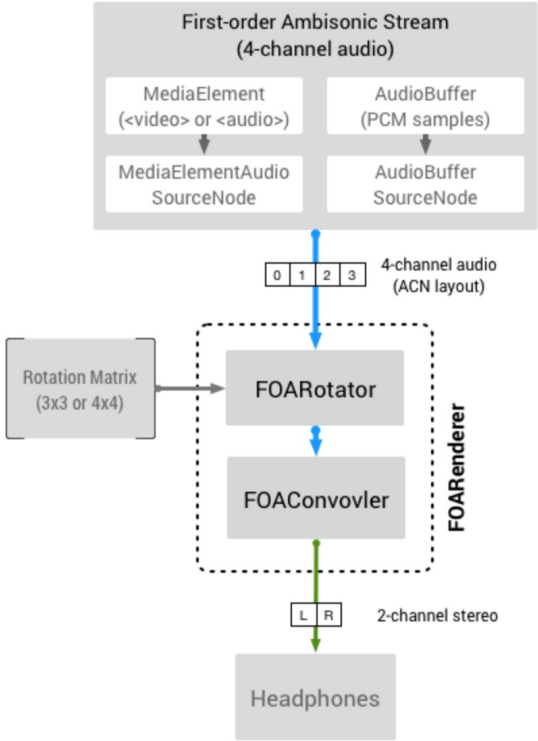 First-order Ambisonic Stream
(4-channel audio)
MediaElement
(<video> or <audio>)
AudioBuffer
(PCM samples)
MediaElementAudio
SourceNode
AudioBuffer
SourceNode
0 1 2 3
4-channel audio
(ACN layout)
Rotation Matrix
(3x3 or 4x4)
FOARotator
FOAConvovler
FOARenderer
L R
2-channel stereo
Headphones